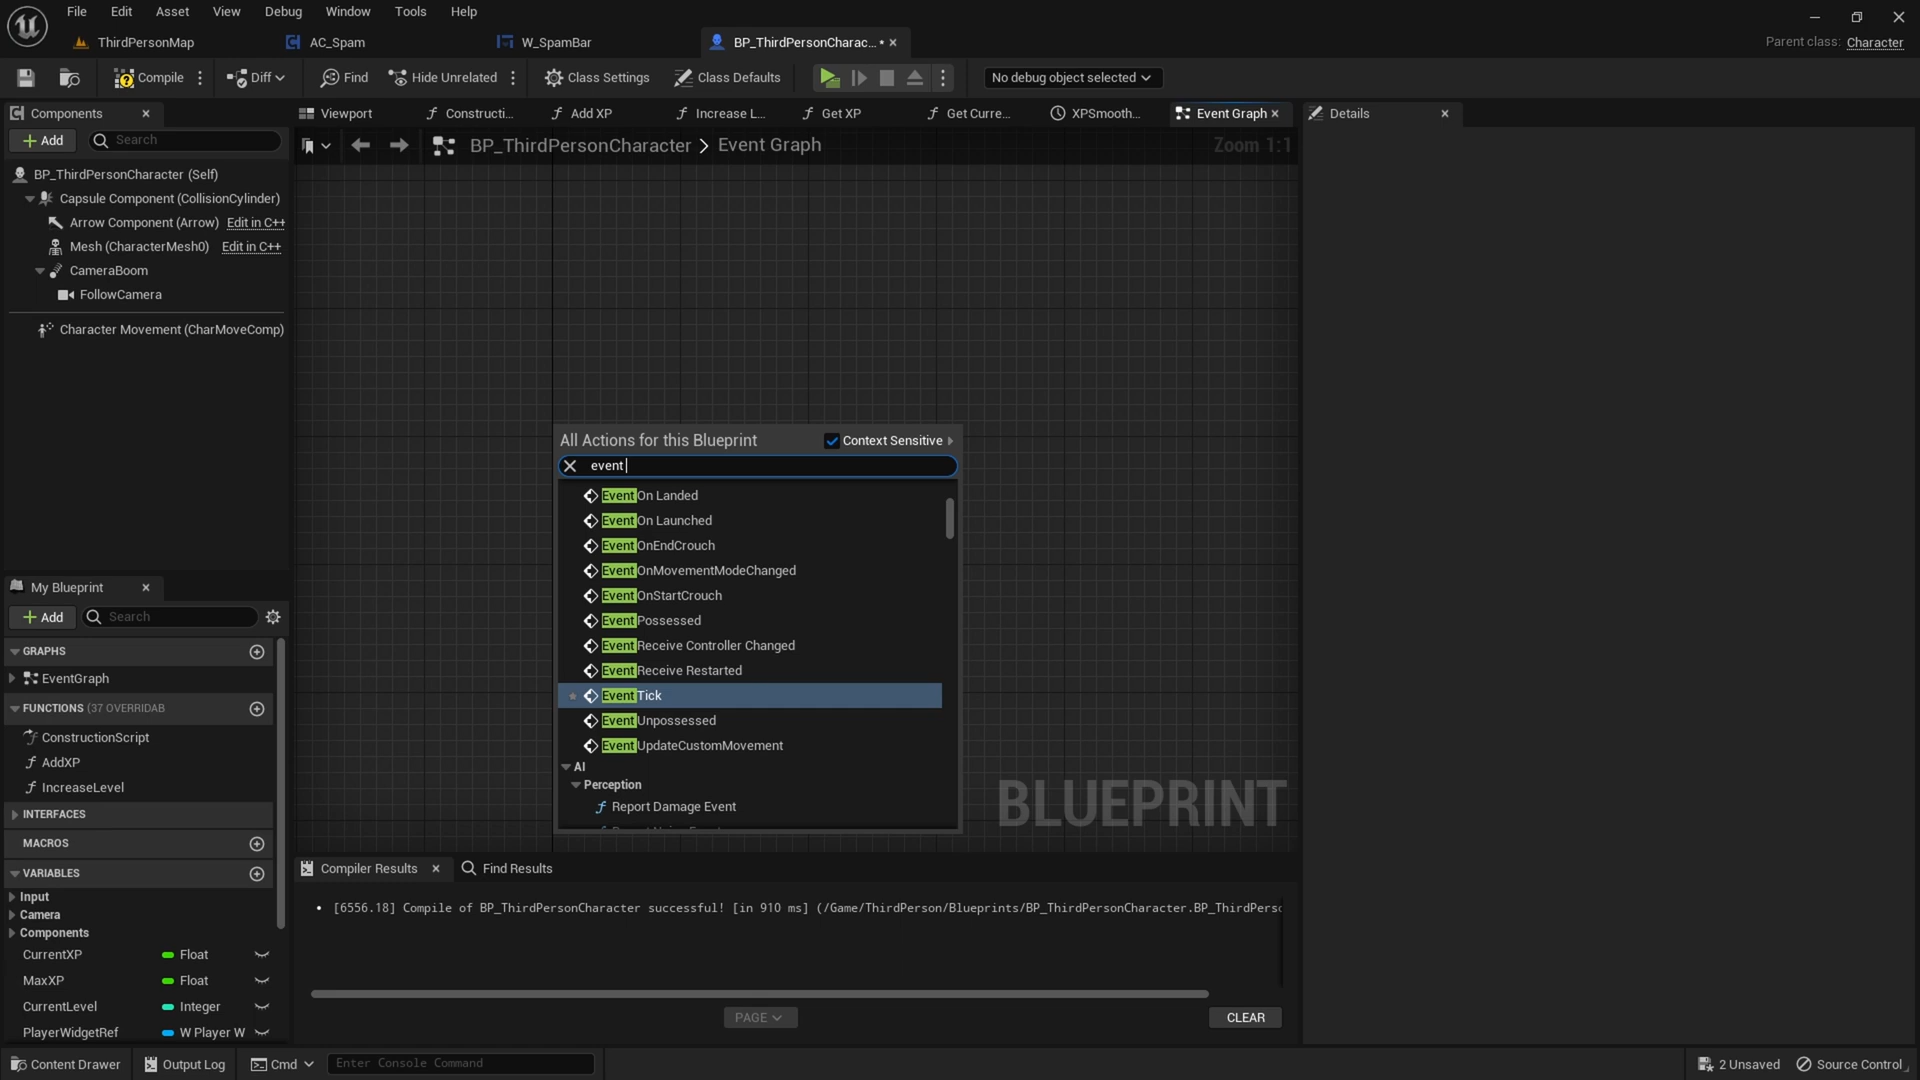 File Edit Asset View Debug Window Tools Help
ThirdPersonMap AC_Spam W_SpamBar BP_ThirdPersonCharac... • Parent class: Character
Compile Diff Find Hide Unrelated Class Settings Class Defaults No debug object selected
Components Viewport Constructi... Add XP Increase L... Get XP Get Curre... XPSmooth... Event Graph Details
+ Add Search BP_ThirdPersonCharacter > Event Graph Zoom 1:1
BP_ThirdPersonCharacter (Self)
Capsule Component (CollisionCylinder)
Arrow Component (Arrow) Edit in C++
Mesh (CharacterMesh0) Edit in C++
CameraBoom
FollowCamera
Character Movement (CharMoveComp)
All Actions for this Blueprint Context Sensitive
event
Event On Landed
Event On Launched
Event OnEndCrouch
Event OnMovementModeChanged
Event OnStartCrouch
Event Possessed
Event Receive Controller Changed
Event Receive Restarted
Event Tick
Event Unpossessed
Event UpdateCustomMovement
AI
Perception
Report Damage Event
BLUEPRINT
My Blueprint
+ Add Search
GRAPHS
EventGraph
FUNCTIONS (37 OVERRIDAB
ConstructionScript
AddXP
IncreaseLevel
INTERFACES
MACROS
VARIABLES
Input
Camera
Components
CurrentXP Float
MaxXP Float
CurrentLevel Integer
PlayerWidgetRef W Player W
Compiler Results Find Results
• [6556.18] Compile of BP_ThirdPersonCharacter successful! [in 910 ms] (/Game/ThirdPerson/Blueprints/BP_ThirdPersonCharacter.BP_ThirdPerso
PAGE CLEAR
Content Drawer Output Log Cmd Enter Console Command 2 Unsaved Source Control